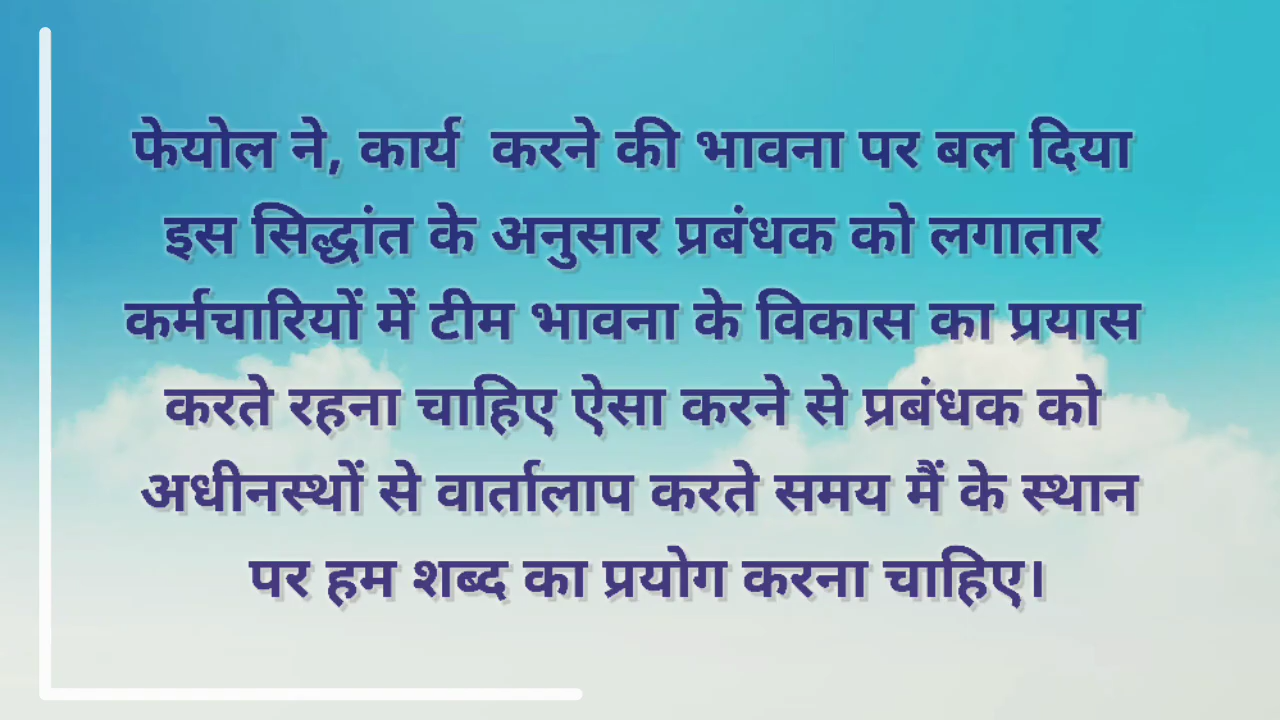 फेयोल ने, कार्य करने की भावना पर बल दिया
इस सिद्धांत के अनुसार प्रबंधक को लगातार
कर्मचारियों में टीम भावना के विकास का प्रयास
करते रहना चाहिए ऐसा करने से प्रबंधक को
अधीनस्थों से वार्तालाप करते समय मैं के स्थान
पर हम शब्द का प्रयोग करना चाहिए।